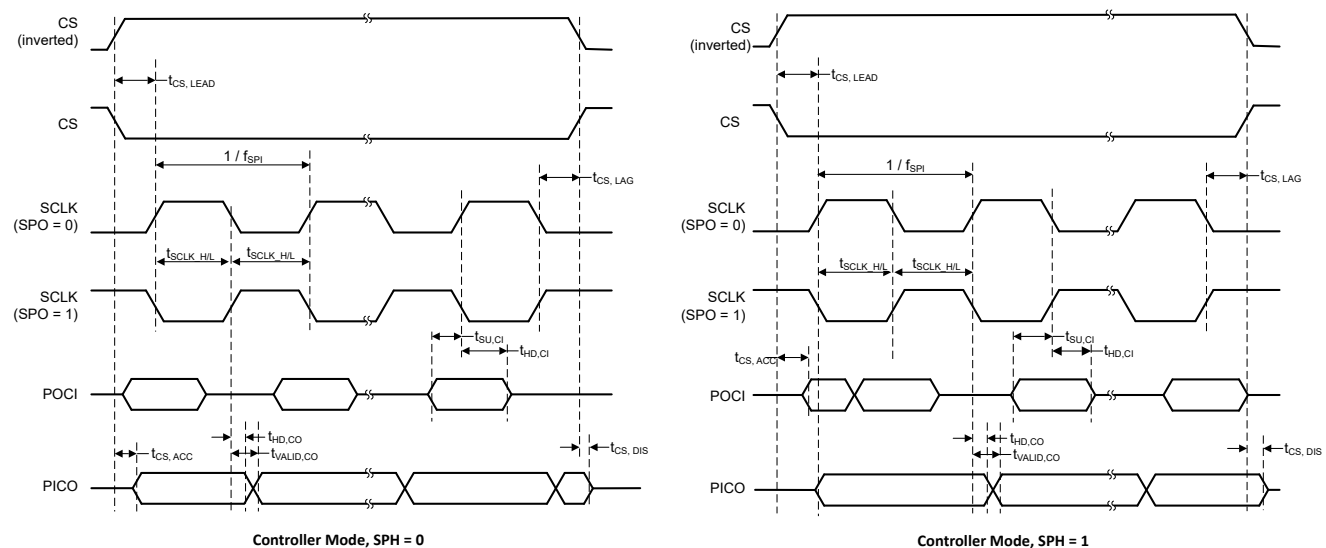 CS
(inverted)
tCS, LEAD
CS
1 / fSPI
tCS, LAG
SCLK
(SPO = 0)
tSCLK_H/L
tSCLK_H/L
SCLK
(SPO = 1)
tSU,CI
tHD,CI
POCI
tHD,CO
tCS, ACC
tVALID,CO
tCS, DIS
PICO
Controller Mode, SPH = 0
CS
(inverted)
tCS, LEAD
CS
1 / fSPI
tCS, LAG
SCLK
(SPO = 0)
tSCLK_H/L
tSCLK_H/L
SCLK
(SPO = 1)
tSU,CI
tCS, ACC
tHD,CI
POCI
tHD,CO
tVALID,CO
tCS, DIS
PICO
Controller Mode, SPH = 1